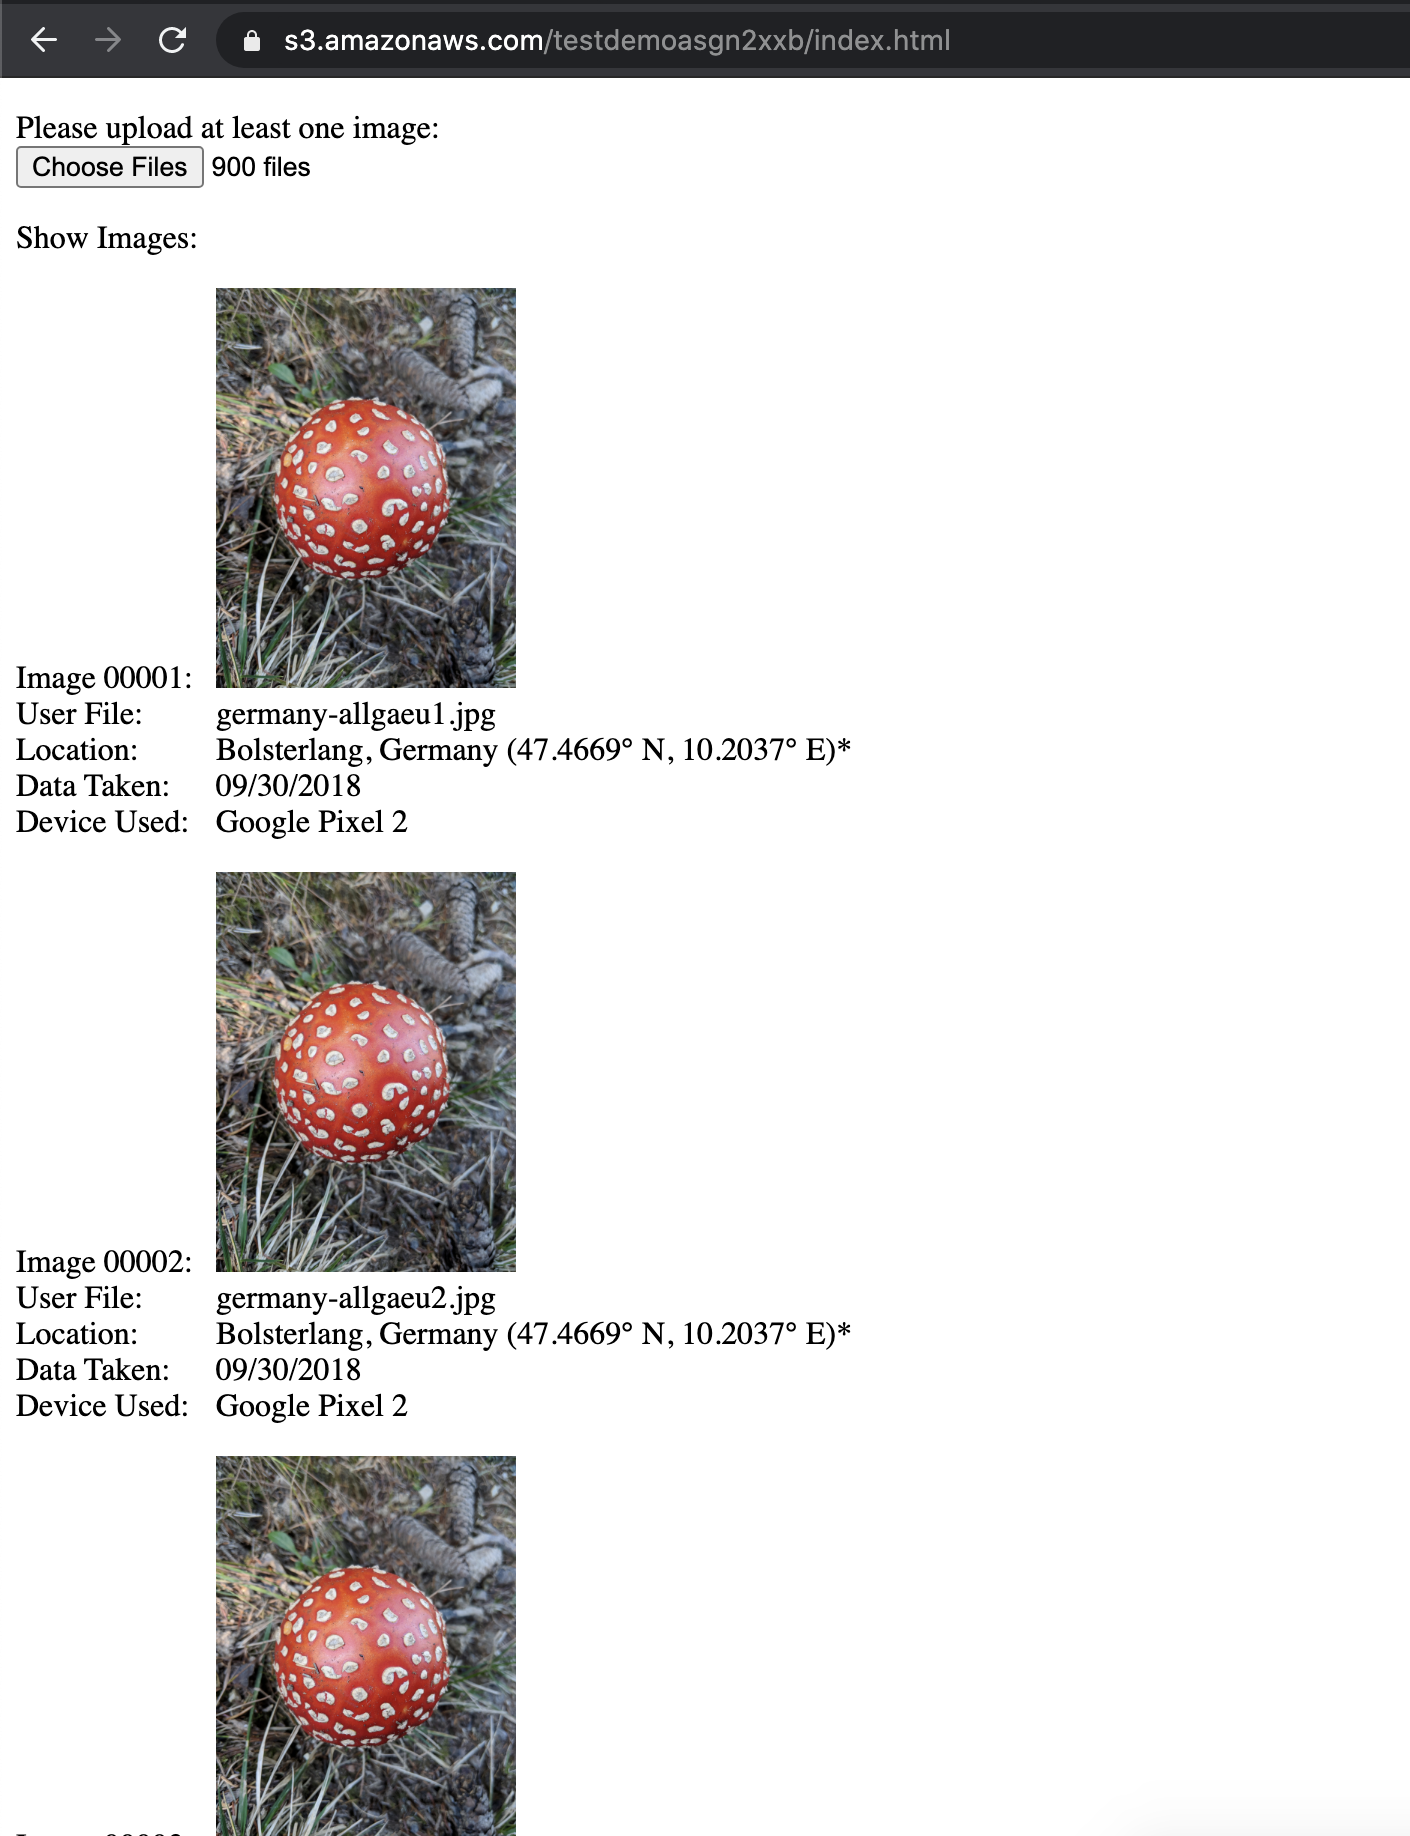 s3.amazonaws.com/testdemoasgn2xxb/index.html
Please upload at least one image:
Choose Files 900 files
Show Images:
Image 00001:
User File: germany-allgaeu1.jpg
Location: Bolsterlang, Germany (47.4669° N, 10.2037° E)*
Data Taken: 09/30/2018
Device Used: Google Pixel 2
Image 00002:
User File: germany-allgaeu2.jpg
Location: Bolsterlang, Germany (47.4669° N, 10.2037° E)*
Data Taken: 09/30/2018
Device Used: Google Pixel 2